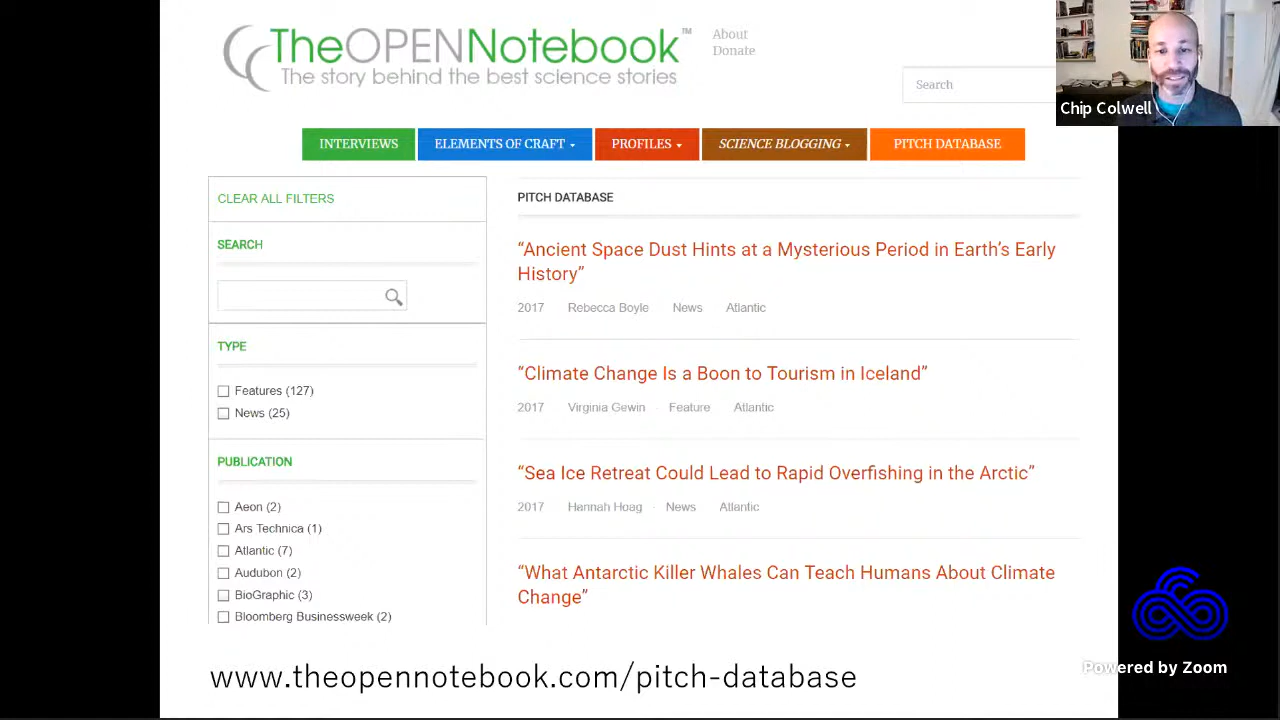 TheOPENNotebook™
The story behind the best science stories
About
Donate
Search
Chip Colwell
INTERVIEWS
ELEMENTS OF CRAFT
PROFILES
SCIENCE BLOGGING
PITCH DATABASE
CLEAR ALL FILTERS
SEARCH
TYPE
Features (127)
News (25)
PUBLICATION
Aeon (2)
Ars Technica (1)
Atlantic (7)
Audubon (2)
BioGraphic (3)
Bloomberg Businessweek (2)
PITCH DATABASE
“Ancient Space Dust Hints at a Mysterious Period in Earth’s Early
History”
2017 Rebecca Boyle News Atlantic
“Climate Change Is a Boon to Tourism in Iceland”
2017 Virginia Gewin · Feature Atlantic
“Sea Ice Retreat Could Lead to Rapid Overfishing in the Arctic”
2017 Hannah Hoag · News Atlantic
“What Antarctic Killer Whales Can Teach Humans About Climate
Change”
www.theopennotebook.com/pitch-database
Powered by Zoom